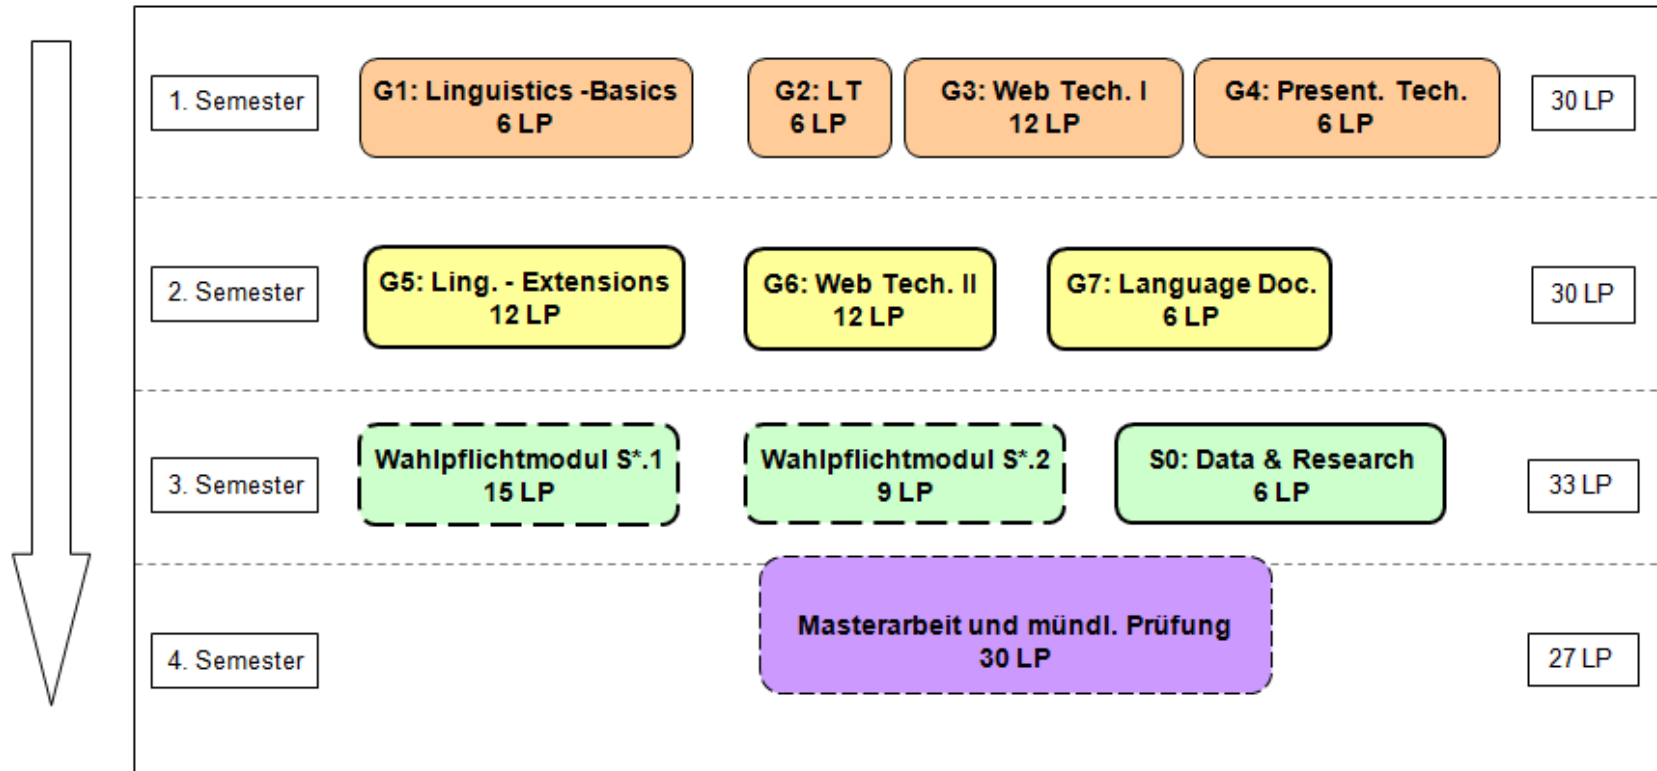 1. Semester
G1: Linguistics -Basics
6 LP
G2: LT
6 LP
G3: Web Tech. I
12 LP
G4: Present. Tech.
6 LP
30 LP
2. Semester
G5: Ling. - Extensions
12 LP
G6: Web Tech. II
12 LP
G7: Language Doc.
6 LP
30 LP
3. Semester
Wahlpflichtmodul S*.1
15 LP
Wahlpflichtmodul S*.2
9 LP
S0: Data & Research
6 LP
33 LP
4. Semester
Masterarbeit und mündl. Prüfung
30 LP
27 LP